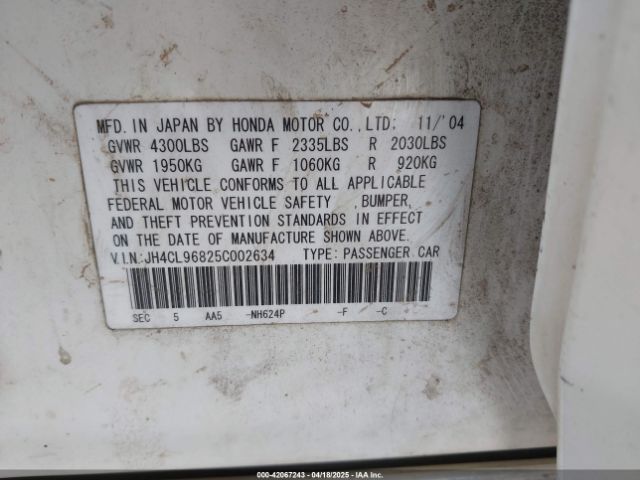 MFD. IN JAPAN BY HONDA MOTOR CO., LTD: 11/'04
GVWR 4300LBS GAWR F 2335LBS R 2030LBS
GVWR 1950KG GAWR F 1060KG R 920KG
THIS VEHICLE CONFORMS TO ALL APPLICABLE
FEDERAL MOTOR VEHICLE SAFETY ,BUMPER,
AND THEFT PREVENTION STANDARDS IN EFFECT
ON THE DATE OF MANUFACTURE SHOWN ABOVE.
V.I.N:JH4CL96825C002634 TYPE: PASSENGER CAR
SEC 5 AA5 -NH624P -F -C
000-42067243 - 04/18/2025 - IAA Inc.